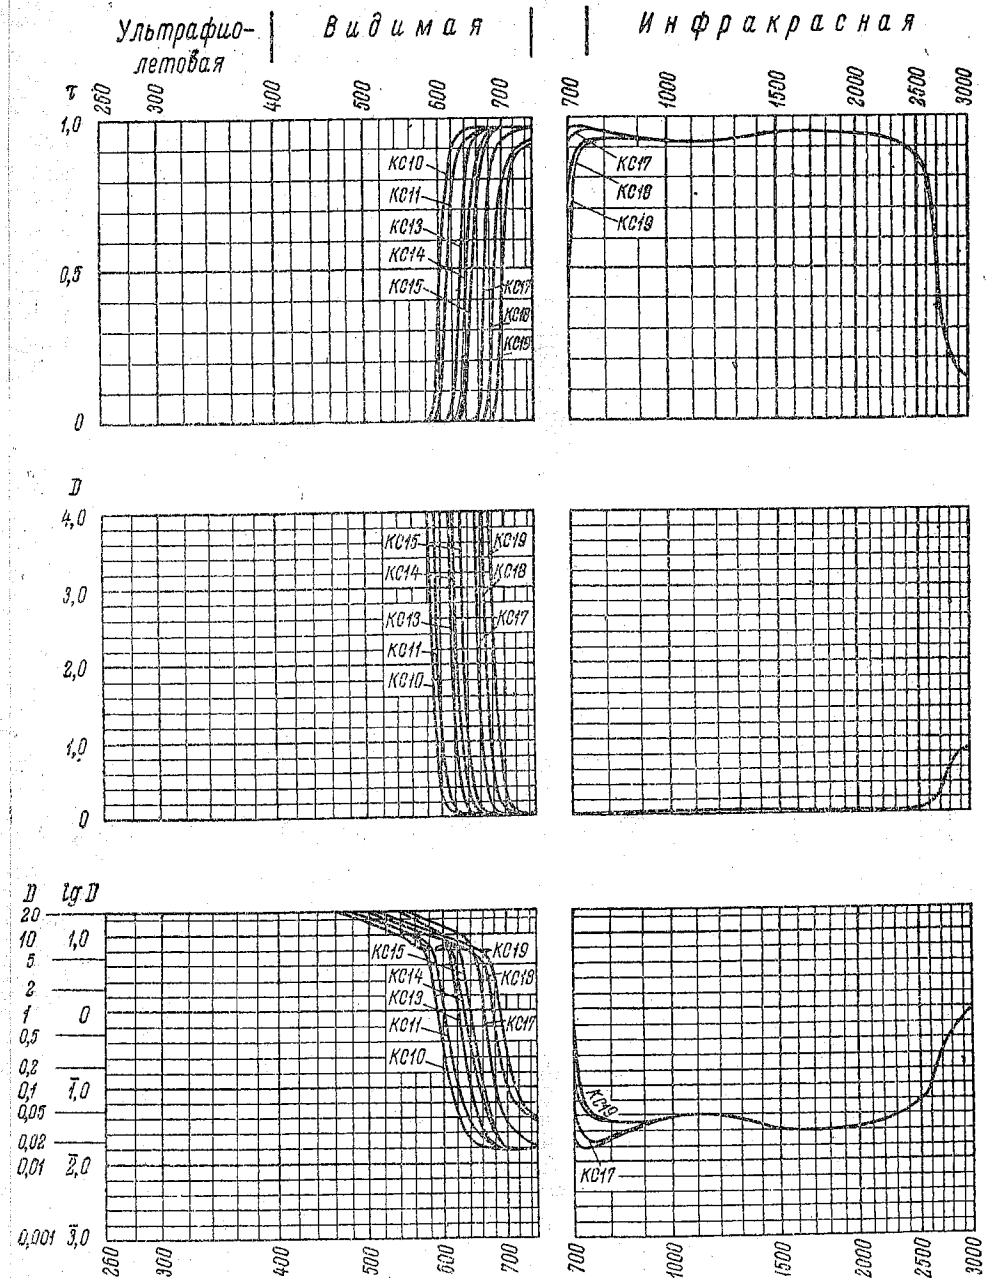 Ультрафио-
летовая
Видимая
Инфракрасная
τ 250 300 400 500 600 700 700 1000 1500 2000 2500 3000
1,0
0,5
0
КС10
КС11
КС13
КС14
КС15
КС17
КС18
КС19
КС17
КС18
КС19
D
4,0
3,0
2,0
1,0
0
КС15
КС14
КС13
КС11
КС10
КС19
КС18
КС17
D lg D
20
10 1,0
5
2
1 0
0,5
0,2
0,1 1̅,0
0,05
0,02
0,01 2̅,0
0,001 3̅,0
КС15
КС14
КС13
КС11
КС10
КС19
КС18
КС17
КС19
КС17
260 300 400 500 600 700 700 1000 1500 2000 2500 3000